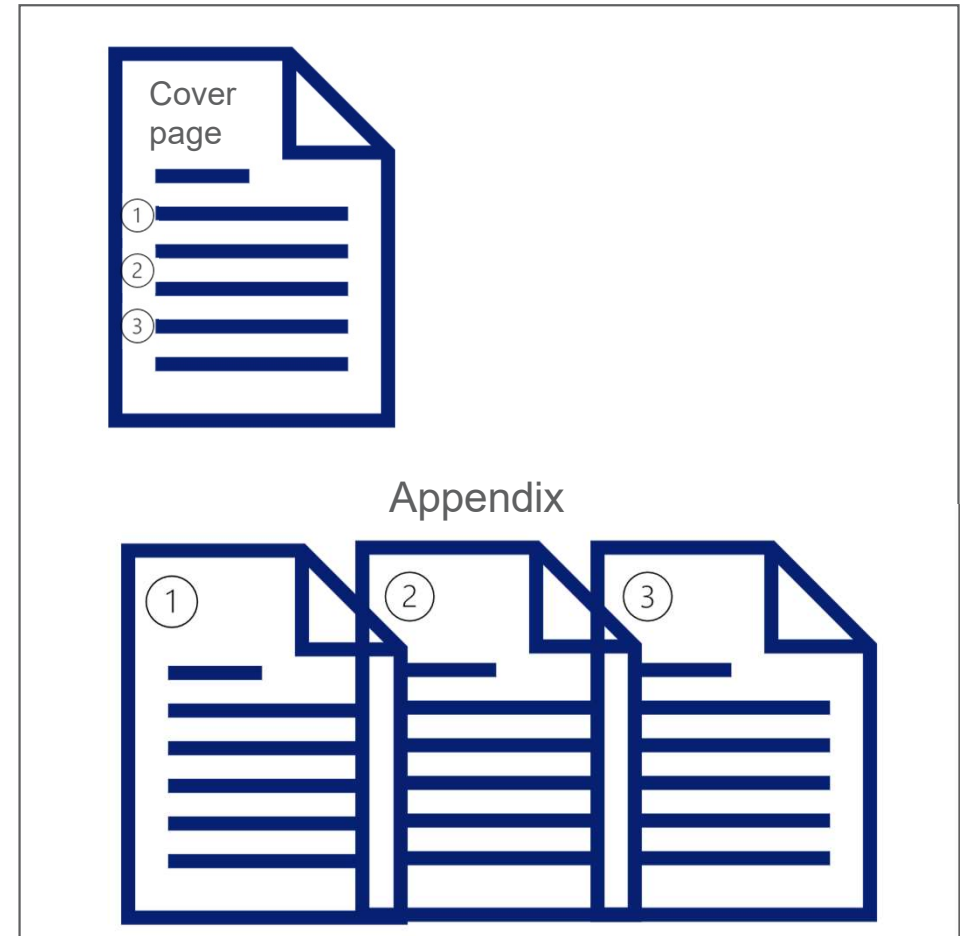 Cover
page
①
②
③
Appendix
① ② ③